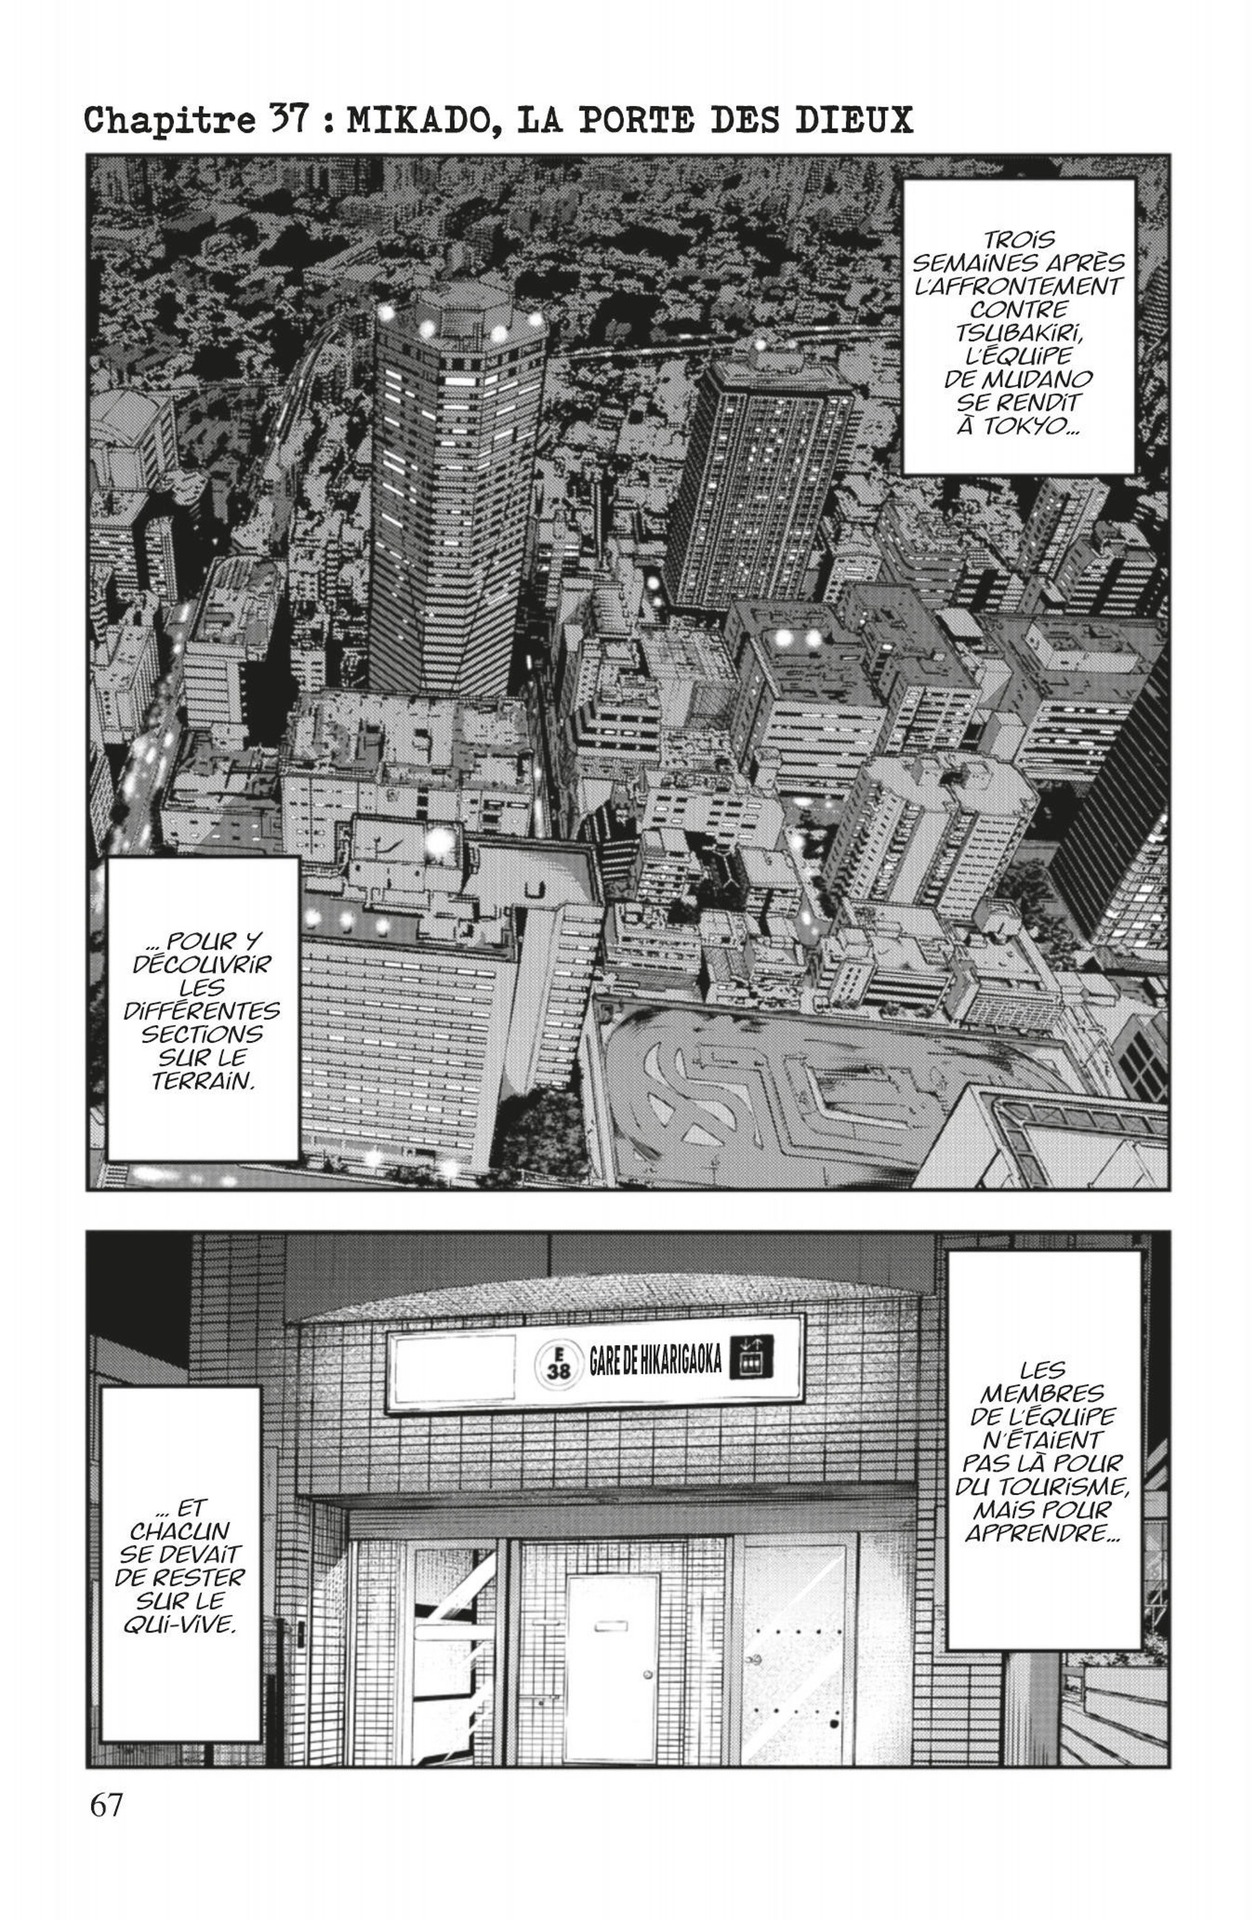 Chapitre 37 : MIKADO, LA PORTE DES DIEUX
TROIS
SEMAINES APRÈS
L'AFFRONTEMENT
CONTRE
TSUBAKIRI,
L'ÉQUIPE
DE MUDANO
SE RENDIT
À TOKYO...
... POUR Y
DÉCOUVRIR
LES
DIFFÉRENTES
SECTIONS
SUR LE
TERRAIN.
E
38
GARE DE HIKARIGAOKA
LES
MEMBRES
DE L'ÉQUIPE
N'ÉTAIENT
PAS LÀ POUR
DU TOURISME,
MAIS POUR
APPRENDRE...
... ET
CHACUN
SE DEVAIT
DE RESTER
SUR LE
QUI-VIVE.
67